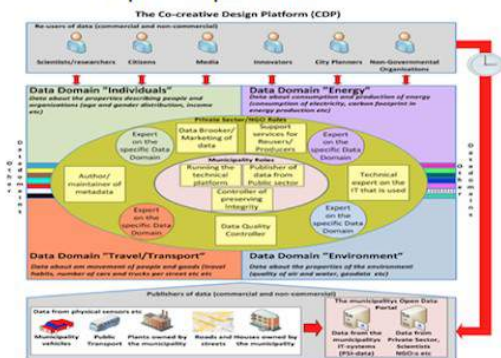 The Co-creative Design Platform (CDP)
Re-users of data (commercial and non-commercial)
Scientists/researchers
Citizens
Media
Innovators
City Planners
Non-Governmental
Organisations
Data Domain "Individuals"
Data about the properties describing people and
organisations (age and gender distribution, income
etc)
Data Domain "Energy"
Data about consumption and production of energy
(consumption of electricity, carbon footprint in
energy production etc)
Private Sector/NGO Roles
Expert
on the
specific Data
Domain
Data Brooker/
Marketing of
data
Support
services for
Reusers/
Producers
Expert
on the
specific Data
Domain
Other
Datadomains
Author/
maintainer of
metadata
Municipality Roles
Running the
technical
platform
Publisher of
data from
Public sector
Controller of
preserving
Integrity
Technical
expert on the
IT that is used
Other
Datadomains
Expert
on the
specific Data
Domain
Data Quality
Controller
Expert
on the
specific Data
Domain
Data Domain "Travel/Transport"
Data about em movement of people and goods (travel
habits, number of cars and trucks per street etc etc
Data Domain "Environment"
Data about the properties of the environment
(quality of air and water, geodata etc)
Publishers of data (commercial and non-commercial)
Data from physical sensors etc
Municipality
vehicles
Public
Transport
Plants owned by
the municipality
Roads and
streets
Houses owned by
the municipality
The municipalitys Open Data
Portal
Data from
the
municipalitys
IT-systems
(PSI-data)
Data from
Private Sector,
Scientists
NGO:s etc